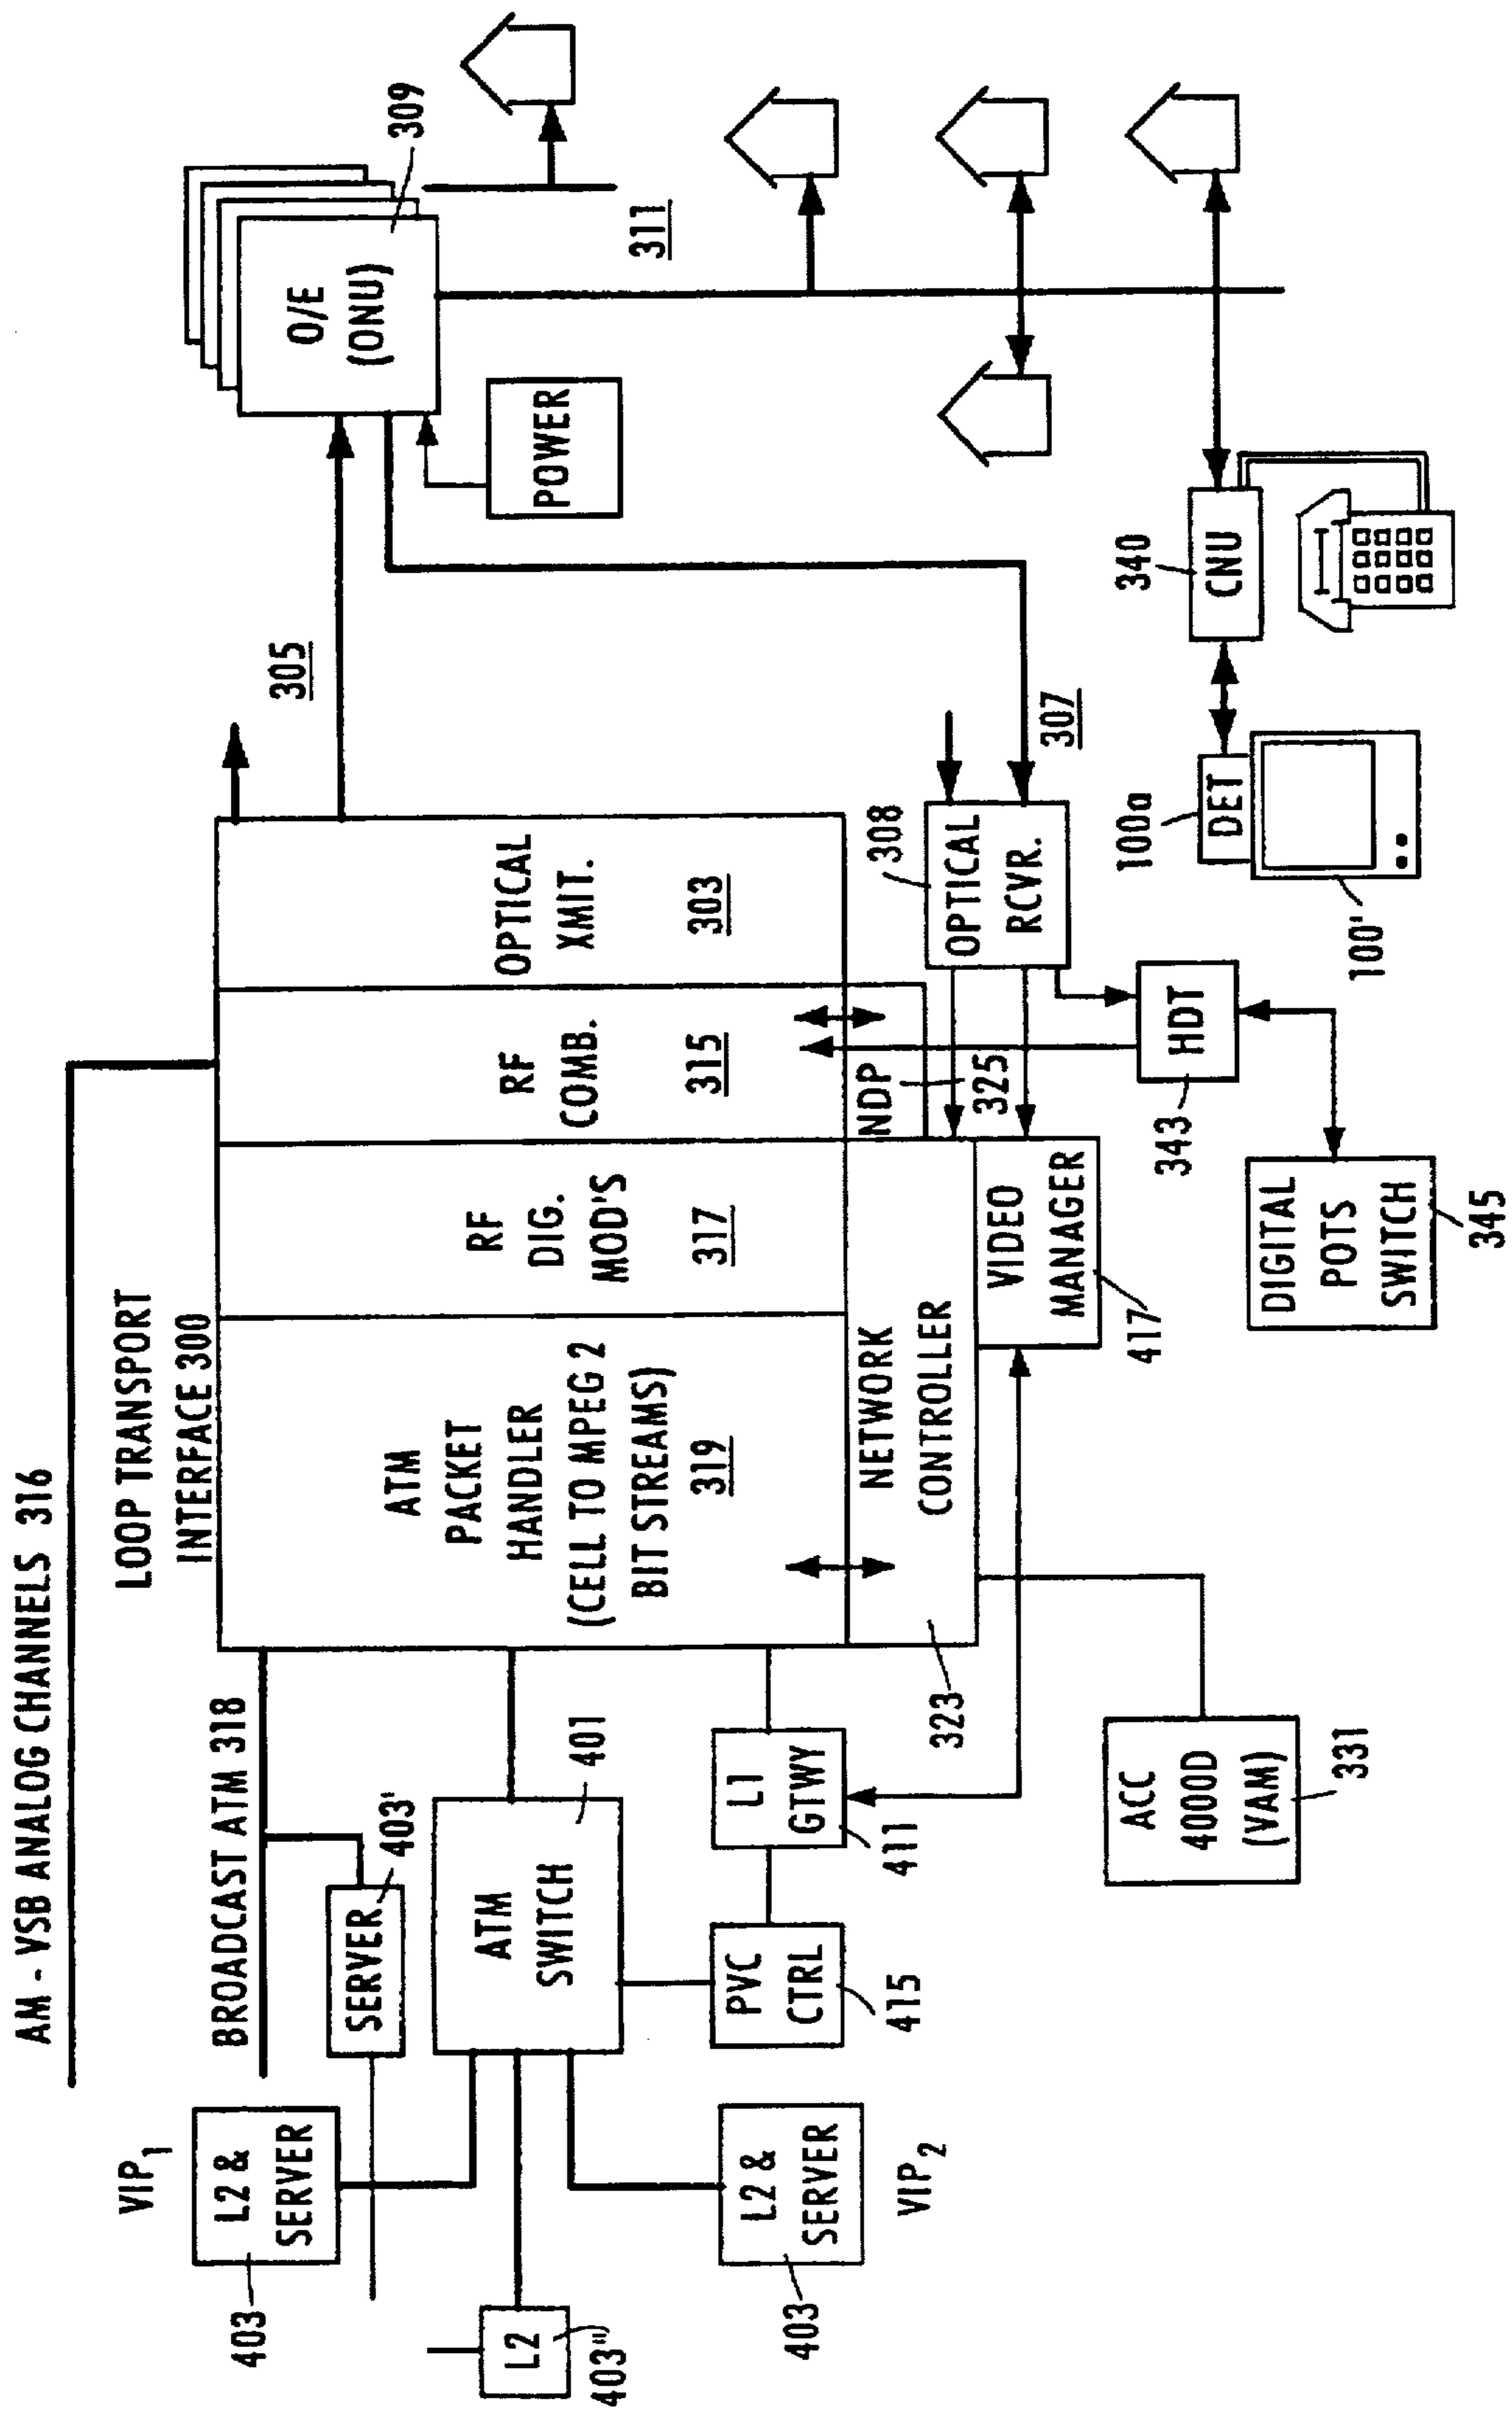 AM - VSB ANALOG CHANNELS 316
LOOP TRANSPORT
INTERFACE 300
BROADCAST ATM 318
VIP1
L2 &
SERVER
403
SERVER
403'
L2
403"
L2 &
SERVER
403
VIP2
ATM
SWITCH
401
PVC
CTRL
415
L1
GTWY
411
ATM
PACKET
HANDLER
(CELL TO MPEG 2
BIT STREAMS)
319
RF
DIG.
MOD'S
317
RF
COMB.
315
OPTICAL
XMIT.
303
NETWORK
CONTROLLER
323
NDP
325
VIDEO
MANAGER
417
ACC
4000D
(VAM)
331
305
O/E
(ONU)
309
POWER
311
307
OPTICAL
RCVR.
308
HDT
343
DIGITAL
POTS
SWITCH
345
CNU
340
DET
100a
100'